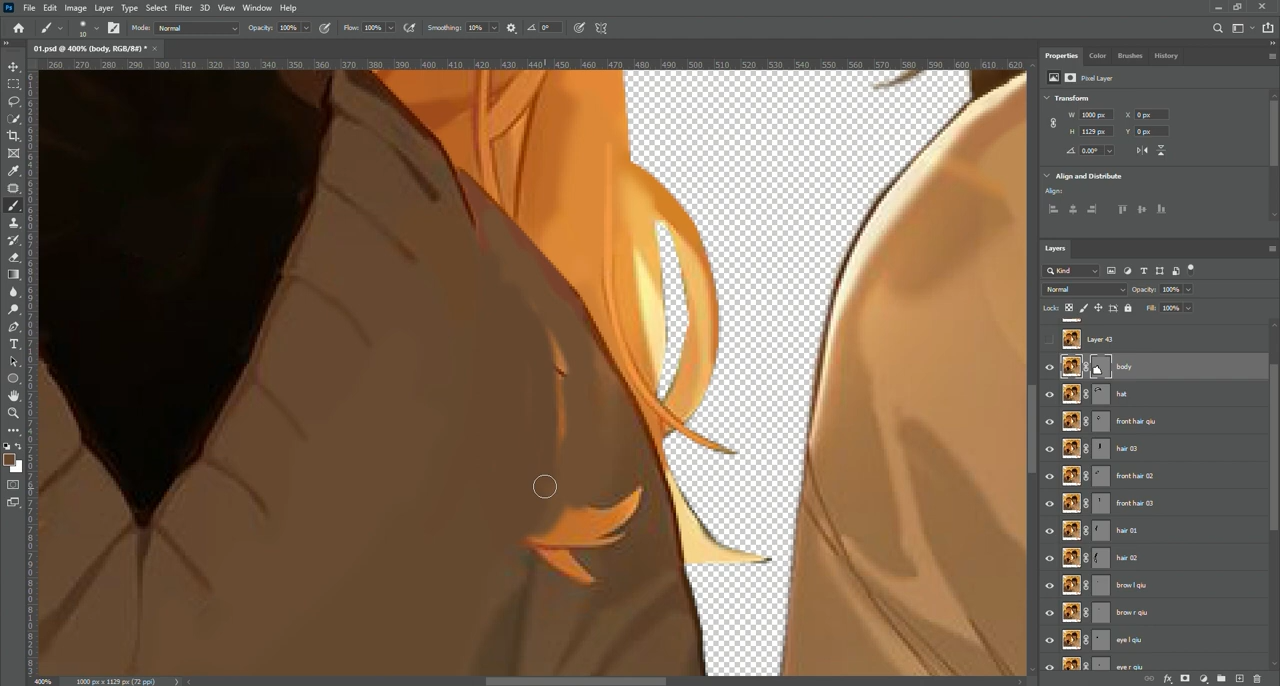 File Edit Image Layer Type Select Filter 3D View Window Help
10 Mode: Normal Opacity: 100% Flow: 100% Smoothing: 10% 0°
01.psd @ 400% (body, RGB/8#) *
260 270 280 290 300 310 320 330 340 350 360 370 380 390 400 410 420 430 440 450 460 470 480 490 500 510 520 530 540 550 560 570 580 590 600 610 620
Properties Color Brushes History
Pixel Layer
Transform
W 1000 px X 0 px
H 1129 px Y 0 px
0.00°
Align and Distribute
Align:
Layers
Kind
Normal Opacity: 100%
Lock: Fill: 100%
Layer 43
body
hat
front hair qiu
hair 03
front hair 02
front hair 03
hair 01
hair 02
brow l qiu
brow r qiu
eye l qiu
eye r qiu
400% 1000 px x 1129 px (72 ppi)